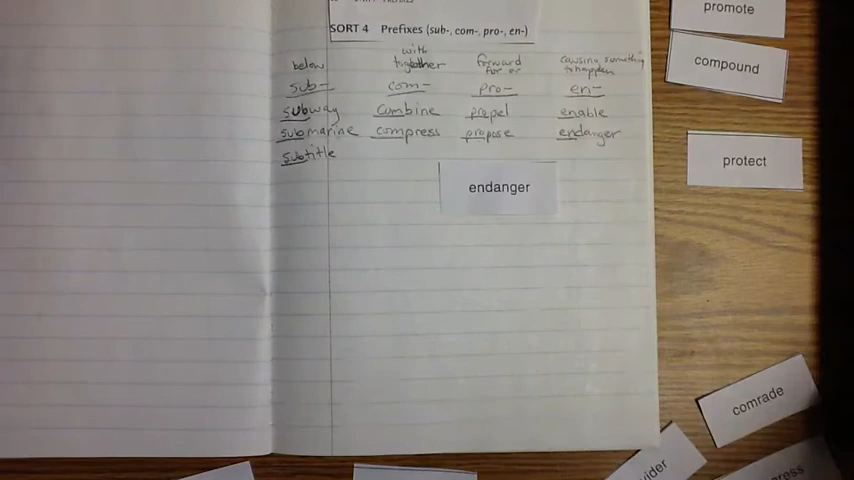 SORT 4 Prefixes (sub-, com-, pro-, en-)
below with together forward for or causing something to happen
sub- com- pro- en-
subway combine propel enable
submarine compress propose endanger
subtitle
endanger
promote
compound
protect
comrade